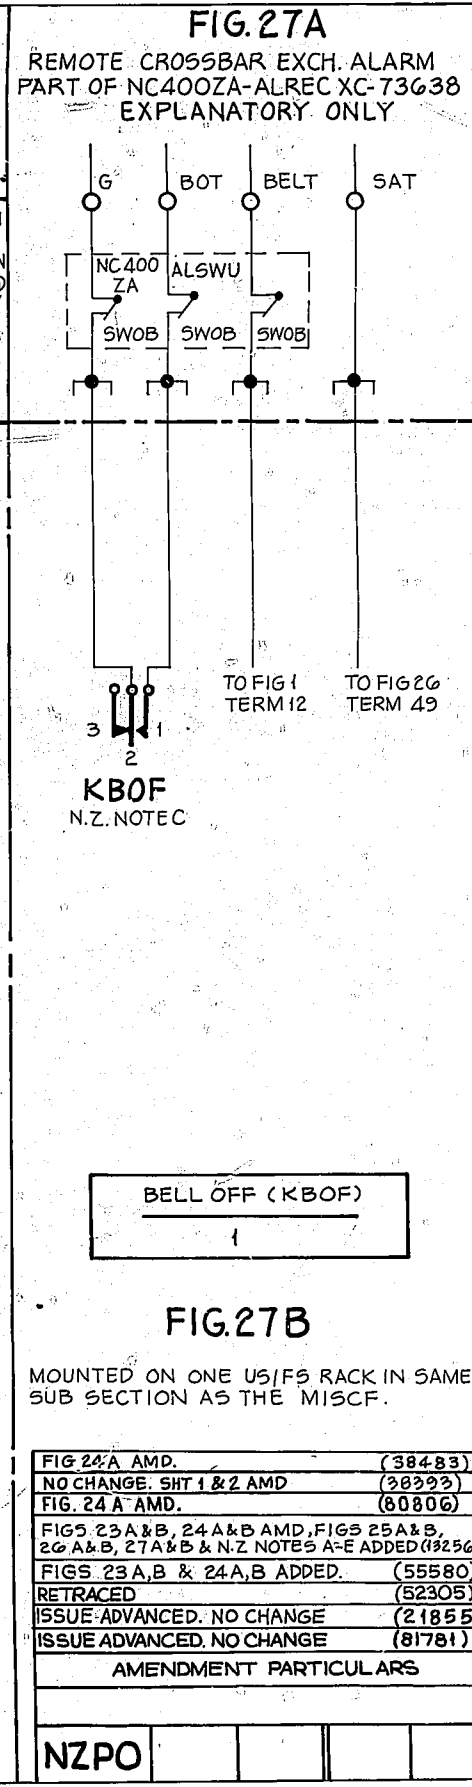 FIG.27A
REMOTE CROSSBAR EXCH. ALARM
PART OF NC400ZA-ALREC XC-73638
EXPLANATORY ONLY
G BOT BELT SAT
NC400 ALSWU
ZA
SWOB SWOB SWOB
TO FIG 1 TO FIG 26
TERM 12 TERM 49
3 1
2
KBOF
N.Z. NOTE C
BELL OFF (KBOF)
1
FIG.27B
MOUNTED ON ONE US/FS RACK IN SAME
SUB SECTION AS THE MISCF.
FIG 24 A AMD. (38483)
NO CHANGE. SHT 1 & 2 AMD (38393)
FIG. 24 A AMD. (80806)
FIGS 23A&B, 24A&B AMD, FIGS 25A&B,
26A&B, 27A&B & N.Z NOTES A-E ADDED (13256
FIGS 23A,B & 24A,B ADDED. (55580)
RETRACED (52305)
ISSUE ADVANCED. NO CHANGE (21855
ISSUE ADVANCED. NO CHANGE (81781)
AMENDMENT PARTICULARS
NZPO